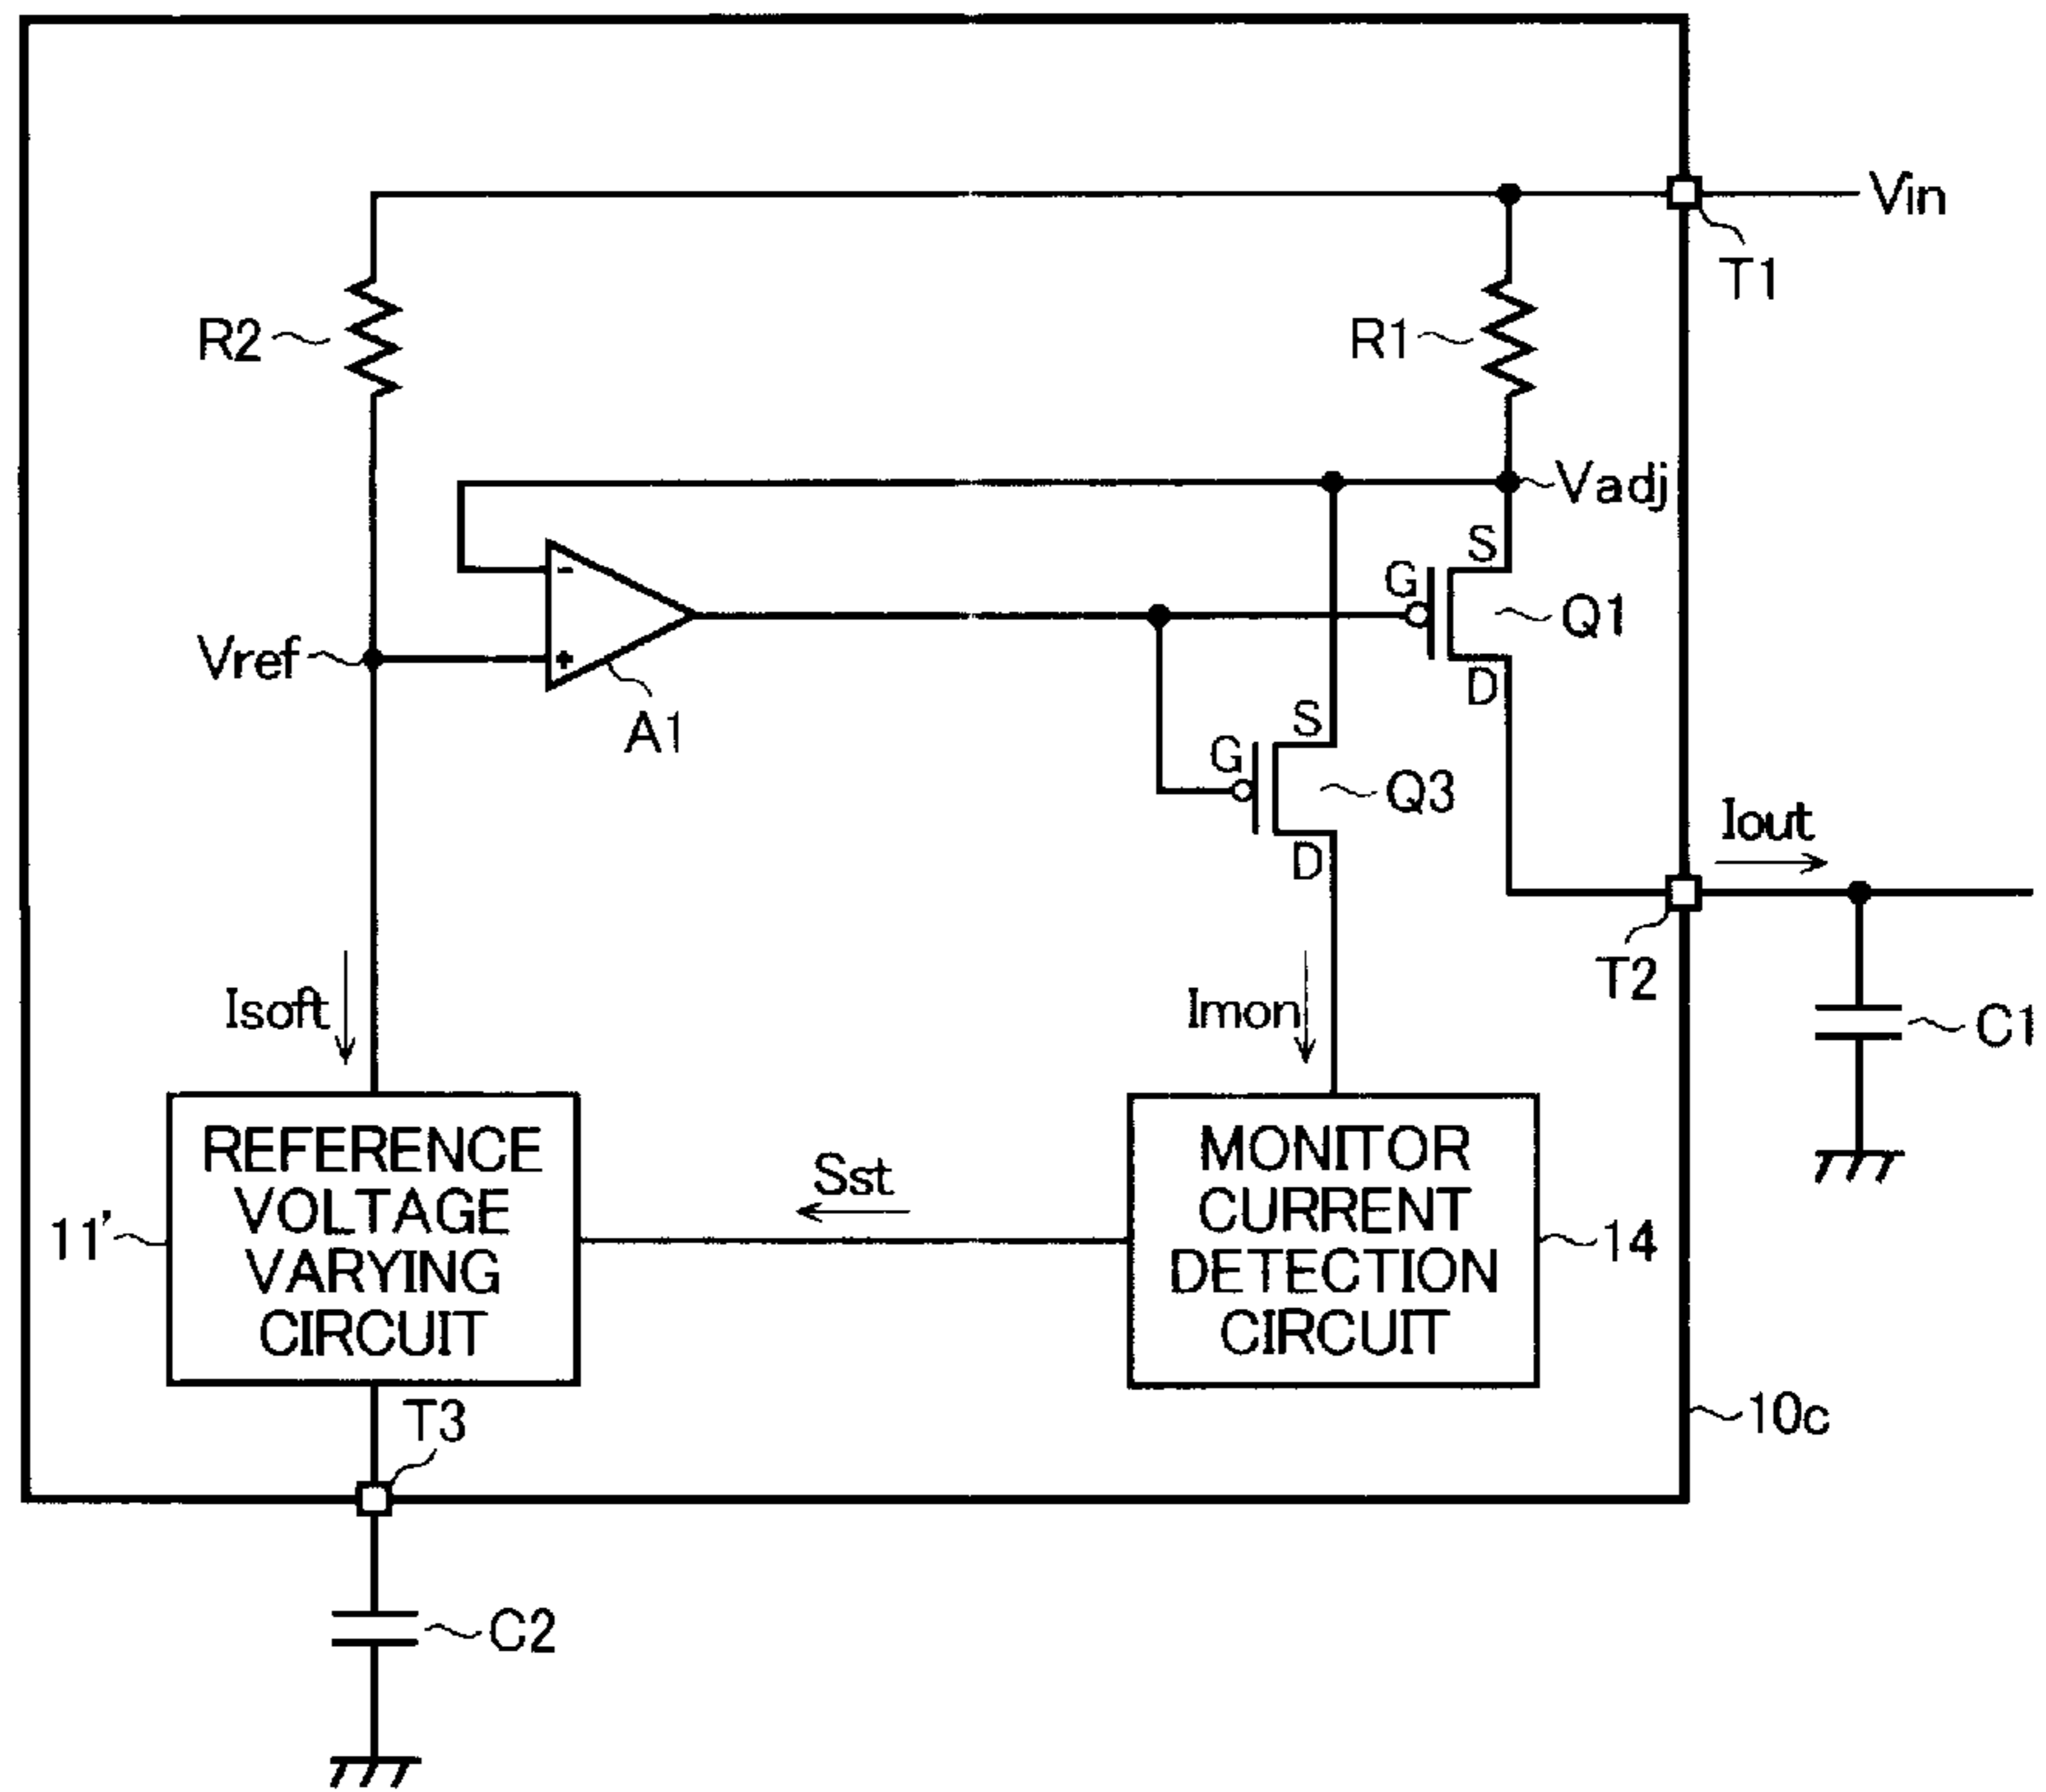 Vin
T1
R2
R1
Vadj
S
G
Q1
-
Vref
+
D
A1
S
G
Q3
Iout
D
T2
Isoft
Imon
C1
REFERENCE
VOLTAGE
VARYING
CIRCUIT
11'
Sst
MONITOR
CURRENT
DETECTION
CIRCUIT
14
T3
10c
C2